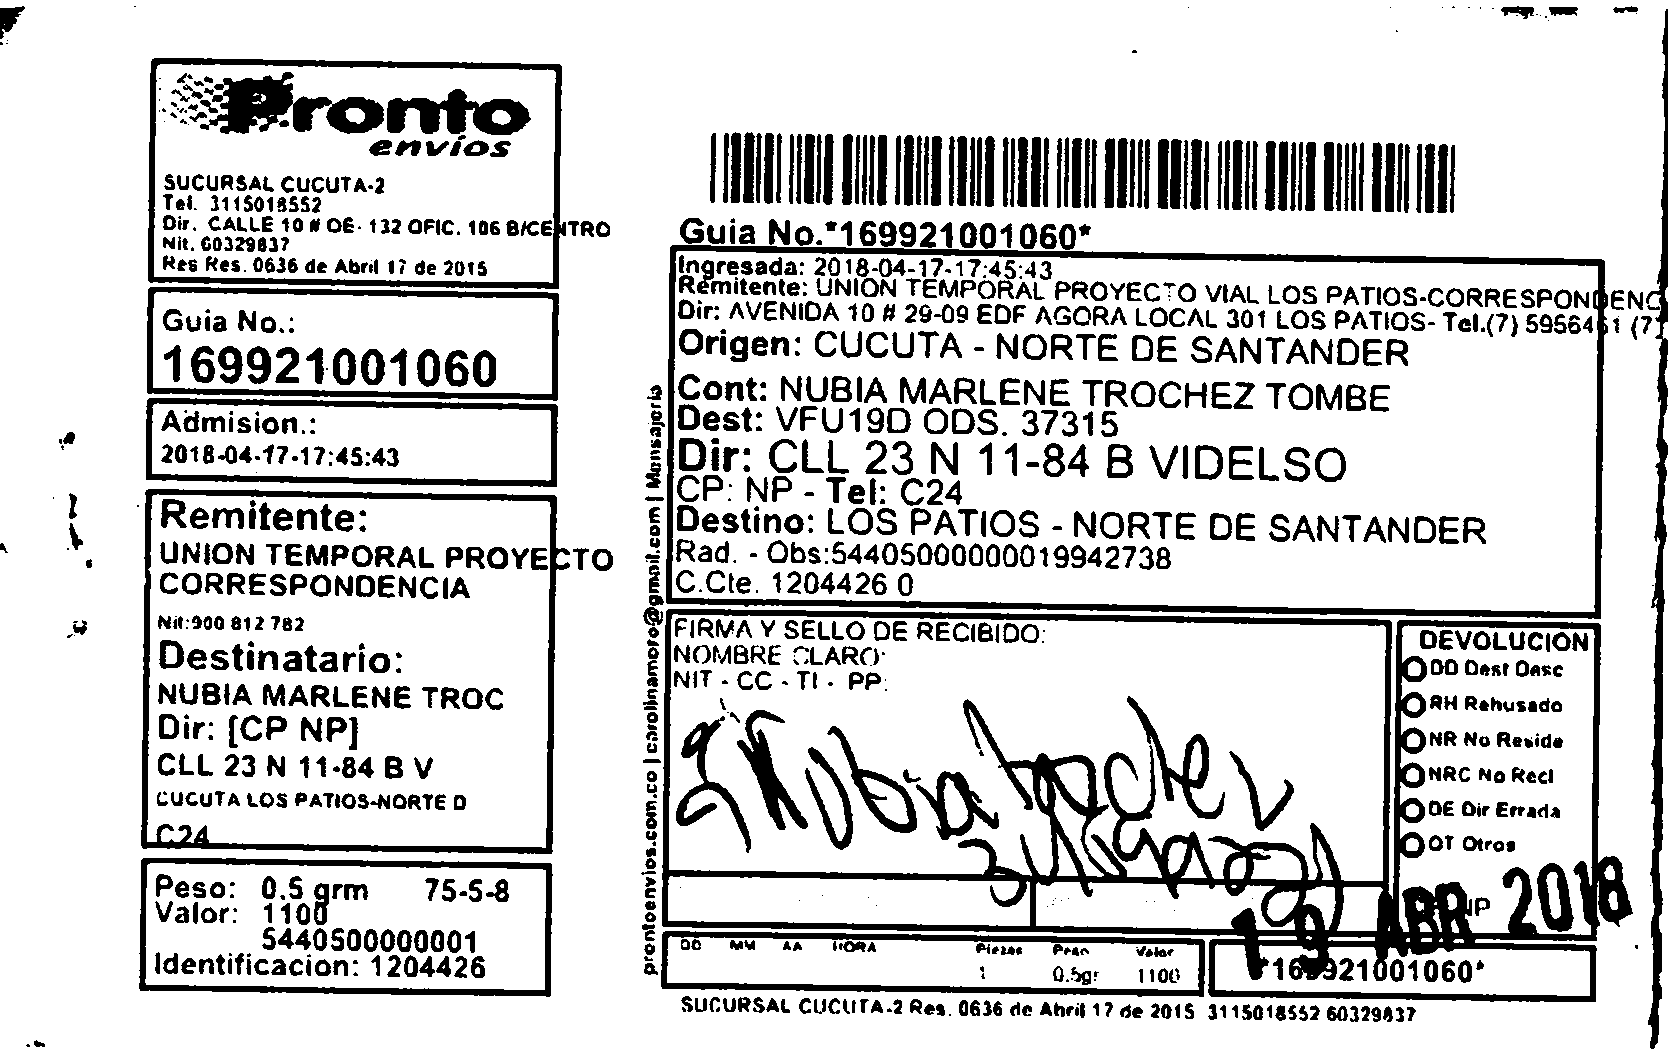 Pronto
envíos
SUCURSAL CUCUTA-2
Tel. 3115018552
Dir. CALLE 10 # OE- 132 OFIC. 106 B/CENTRO
Nit. 60329837
Res Res. 0636 de Abril 17 de 2015
Guia No.:
169921001060
Admision.:
2018-04-17-17:45:43
Remitente:
UNION TEMPORAL PROYECTO
CORRESPONDENCIA
Nit:900 812 782
Destinatario:
NUBIA MARLENE TROC
Dir: [CP NP]
CLL 23 N 11-84 B V
CUCUTA LOS PATIOS-NORTE D
C24
Peso: 0.5 grm 75-5-8
Valor: 1100
5440500000001
Identificacion: 1204426
prontoenvios.com.co | carolinamoro@gmail.com | Mensajeria
Guia No.*169921001060*
Ingresada: 2018-04-17-17:45:43
Remitente: UNION TEMPORAL PROYECTO VIAL LOS PATIOS-CORRESPONDENC
Dir: AVENIDA 10 # 29-09 EDF AGORA LOCAL 301 LOS PATIOS- Tel.(7) 5956461 (7)
Origen: CUCUTA - NORTE DE SANTANDER
Cont: NUBIA MARLENE TROCHEZ TOMBE
Dest: VFU19D ODS. 37315
Dir: CLL 23 N 11-84 B VIDELSO
CP: NP - Tel: C24
Destino: LOS PATIOS - NORTE DE SANTANDER
Rad. - Obs:544050000000019942738
C.Cte. 1204426 0
FIRMA Y SELLO DE RECIBIDO:
NOMBRE CLARO:
NIT - CC - TI - PP:
Nubia
DEVOLUCION
DD Dest Desc
RH Rehusado
NR No Reside
NRC No Recl
DE Dir Errada
OT Otros
19 ABR 2018
DD MM AA HORA Piezas Peso Valor
1 0.5gr 1100
*169921001060*
SUCURSAL CUCUTA-2 Res. 0636 de Abril 17 de 2015 3115018552 60329837